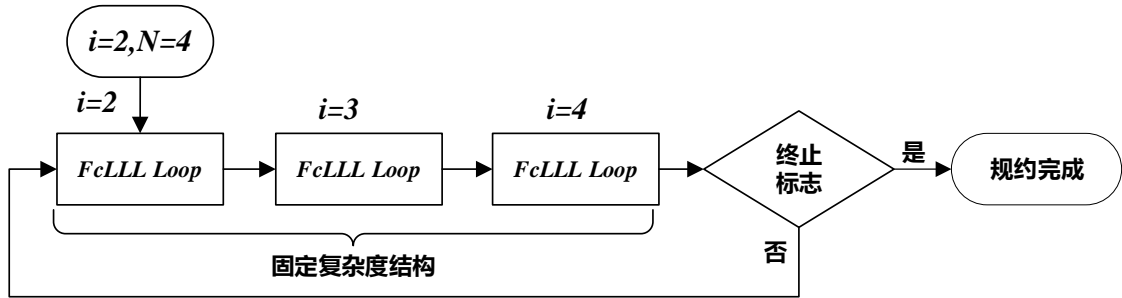 i=2,N=4
i=2
i=3
i=4
FcLLL Loop
FcLLL Loop
FcLLL Loop
终止
标志
是
规约完成
否
固定复杂度结构